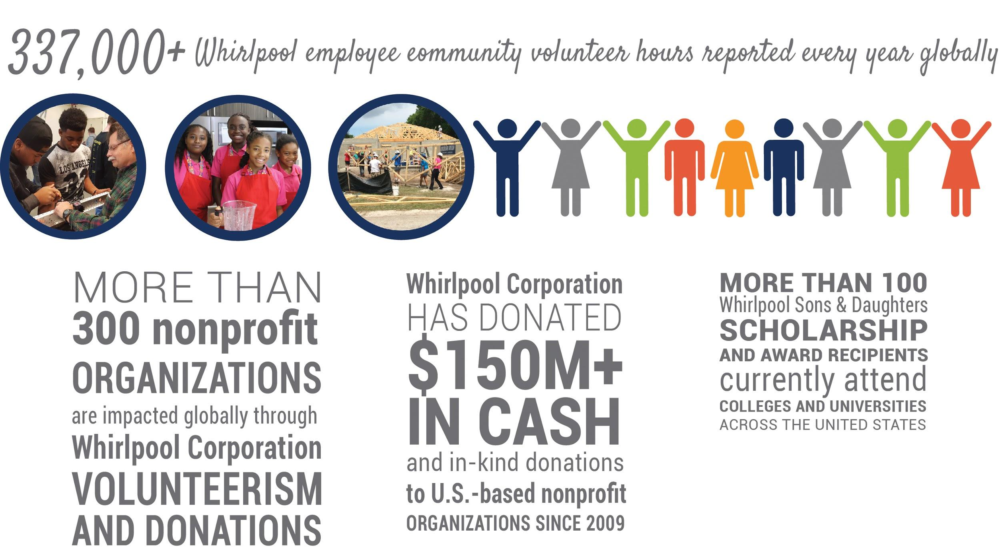 337,000+ Whirlpool employee community volunteer hours reported every year globally
LOS ANGELES
MORE THAN
300 nonprofit
ORGANIZATIONS
are impacted globally through
Whirlpool Corporation
VOLUNTEERISM
AND DONATIONS
Whirlpool Corporation
HAS DONATED
$150M+
IN CASH
and in-kind donations
to U.S.-based nonprofit
ORGANIZATIONS SINCE 2009
MORE THAN 100
Whirlpool Sons & Daughters
SCHOLARSHIP
AND AWARD RECIPIENTS
currently attend
COLLEGES AND UNIVERSITIES
ACROSS THE UNITED STATES